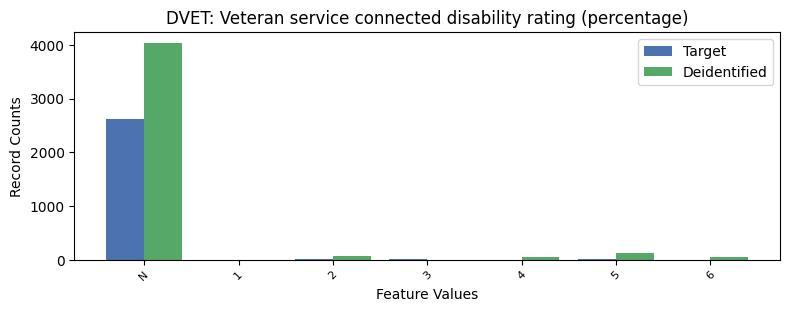 DVET: Veteran service connected disability rating (percentage)
Target
Deidentified
Record Counts
4000
3000
2000
1000
0
N 1 2 3 4 5 6
Feature Values